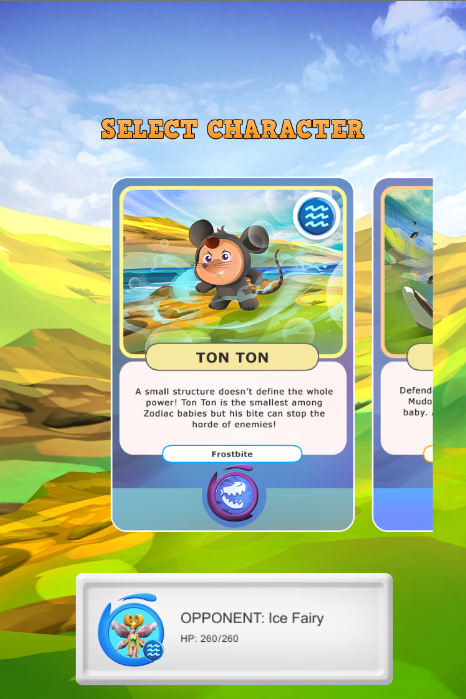 SELECT CHARACTER
TON TON
A small structure doesn't define the whole
power! Ton Ton is the smallest among
Zodiac babies but his bite can stop the
horde of enemies!
Frostbite
Defend
Mudo
baby.
OPPONENT: Ice Fairy
HP: 260/260